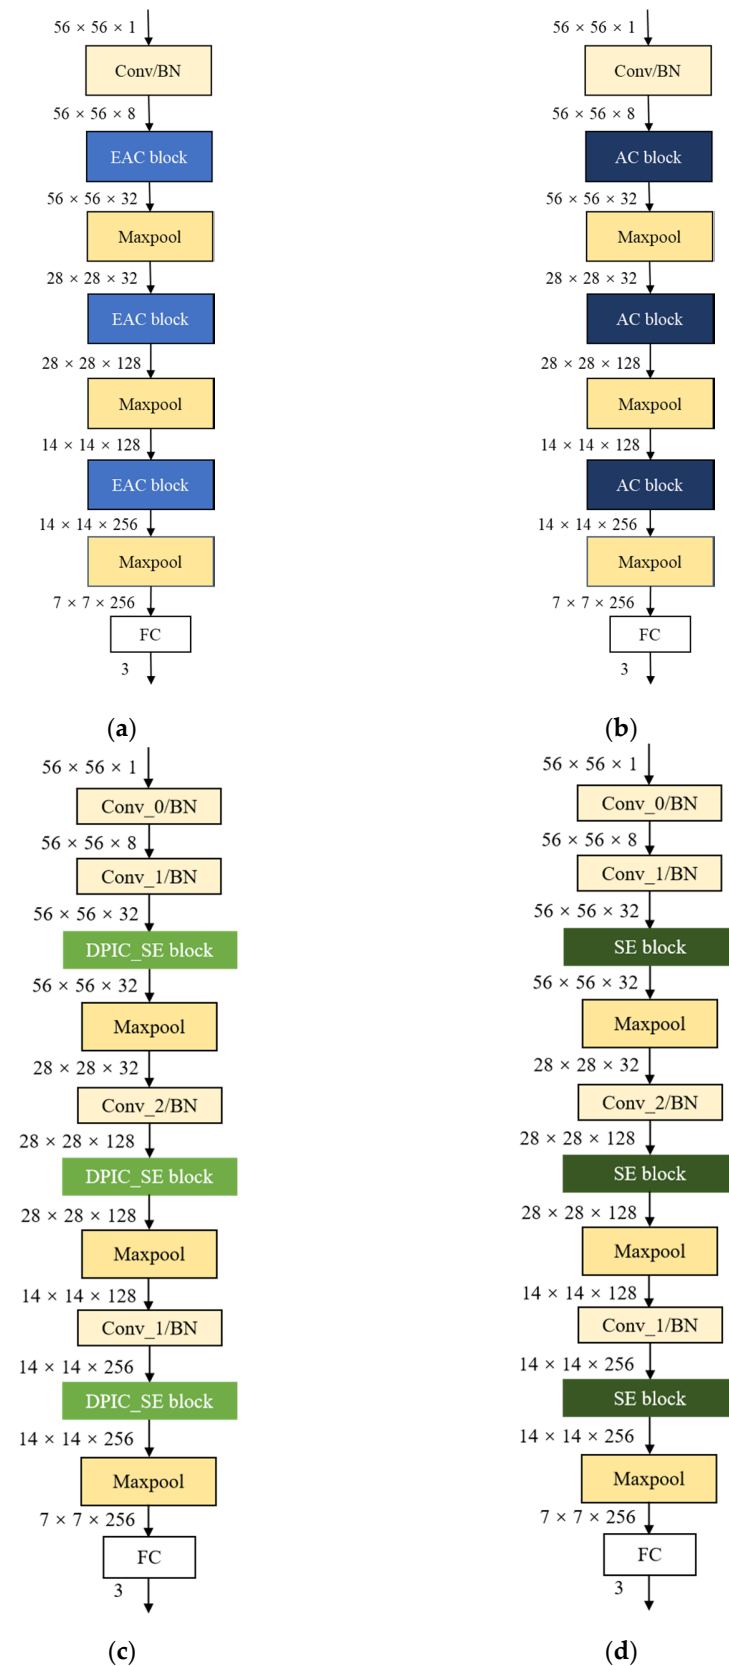 56 × 56 × 1
Conv/BN
56 × 56 × 8
EAC block
56 × 56 × 32
Maxpool
28 × 28 × 32
EAC block
28 × 28 × 128
Maxpool
14 × 14 × 128
EAC block
14 × 14 × 256
Maxpool
7 × 7 × 256
FC
3
(a)
56 × 56 × 1
Conv/BN
56 × 56 × 8
AC block
56 × 56 × 32
Maxpool
28 × 28 × 32
AC block
28 × 28 × 128
Maxpool
14 × 14 × 128
AC block
14 × 14 × 256
Maxpool
7 × 7 × 256
FC
3
(b)
56 × 56 × 1
Conv_0/BN
56 × 56 × 8
Conv_1/BN
56 × 56 × 32
DPIC_SE block
56 × 56 × 32
Maxpool
28 × 28 × 32
Conv_2/BN
28 × 28 × 128
DPIC_SE block
28 × 28 × 128
Maxpool
14 × 14 × 128
Conv_1/BN
14 × 14 × 256
DPIC_SE block
14 × 14 × 256
Maxpool
7 × 7 × 256
FC
3
(c)
56 × 56 × 1
Conv_0/BN
56 × 56 × 8
Conv_1/BN
56 × 56 × 32
SE block
56 × 56 × 32
Maxpool
28 × 28 × 32
Conv_2/BN
28 × 28 × 128
SE block
28 × 28 × 128
Maxpool
14 × 14 × 128
Conv_1/BN
14 × 14 × 256
SE block
14 × 14 × 256
Maxpool
7 × 7 × 256
FC
3
(d)